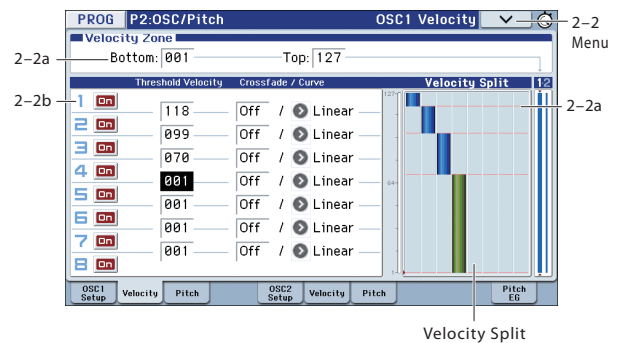 PROG P2:OSC/Pitch OSC1 Velocity
2–2
Menu
Velocity Zone
2–2a
Bottom: 001 Top: 127
Threshold Velocity Crossfade / Curve Velocity Split 1 2
2–2b
1 On
127
2–2a
118 Off / Linear
2 On
099 Off / Linear
3 On
070 Off / Linear
4 On
001 Off / Linear
64
5 On
001 Off / Linear
6 On
001 Off / Linear
7 On
001 Off / Linear
8 On
1
OSC1 Setup Velocity Pitch OSC2 Setup Velocity Pitch Pitch EG
Velocity Split